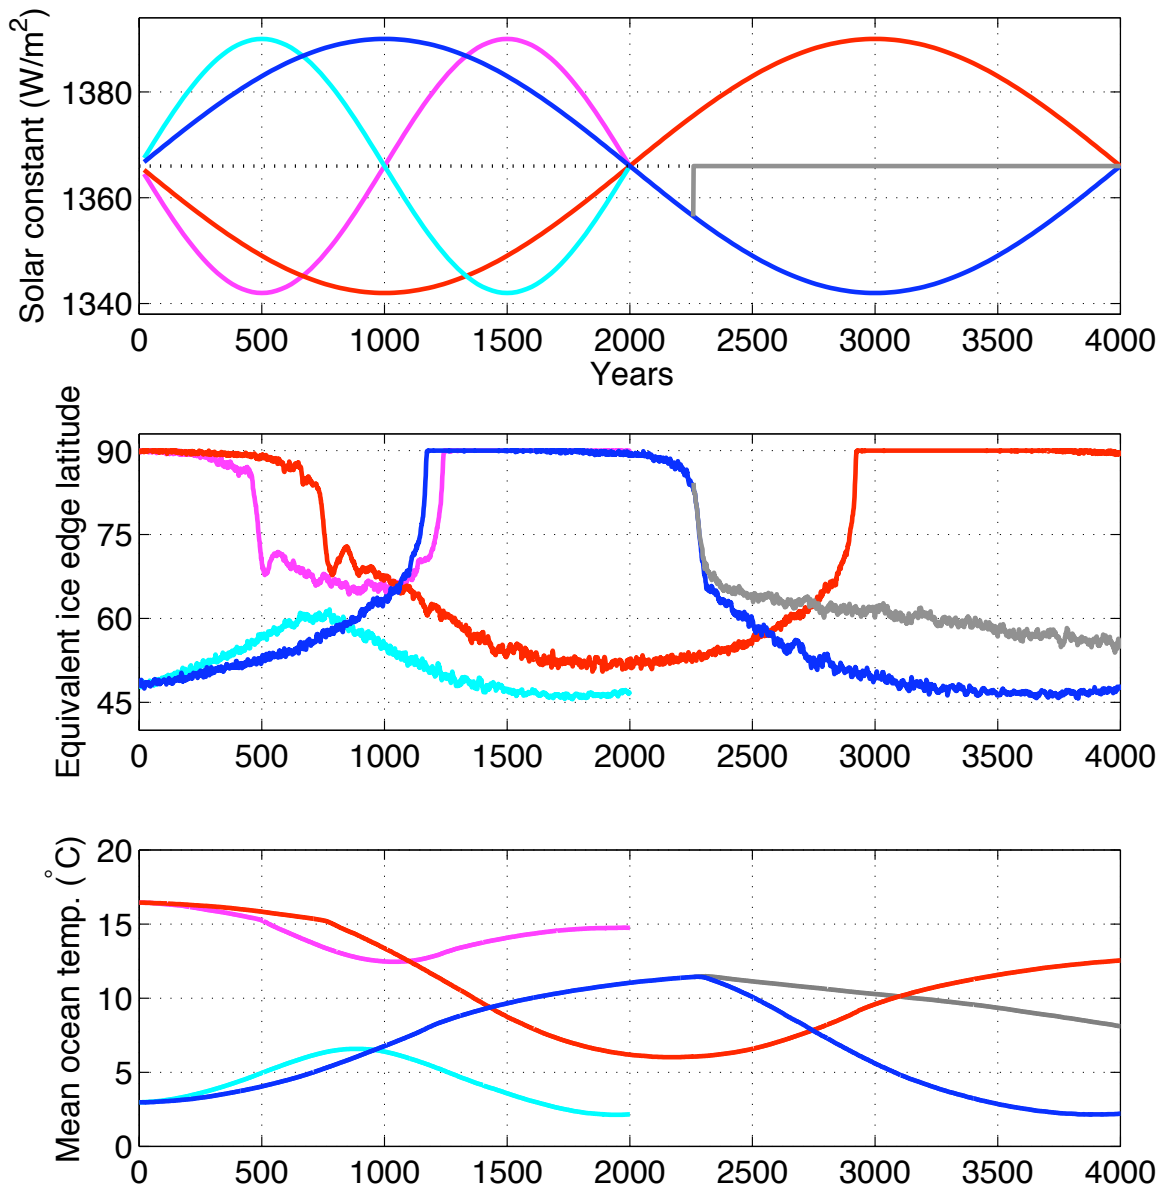 Solar constant (W/m²)
1380
1360
1340
0 500 1000 1500 2000 2500 3000 3500 4000
Years
Equivalent ice edge latitude
90
75
60
45
0 500 1000 1500 2000 2500 3000 3500 4000
Mean ocean temp. (°C)
20
15
10
5
0
0 500 1000 1500 2000 2500 3000 3500 4000